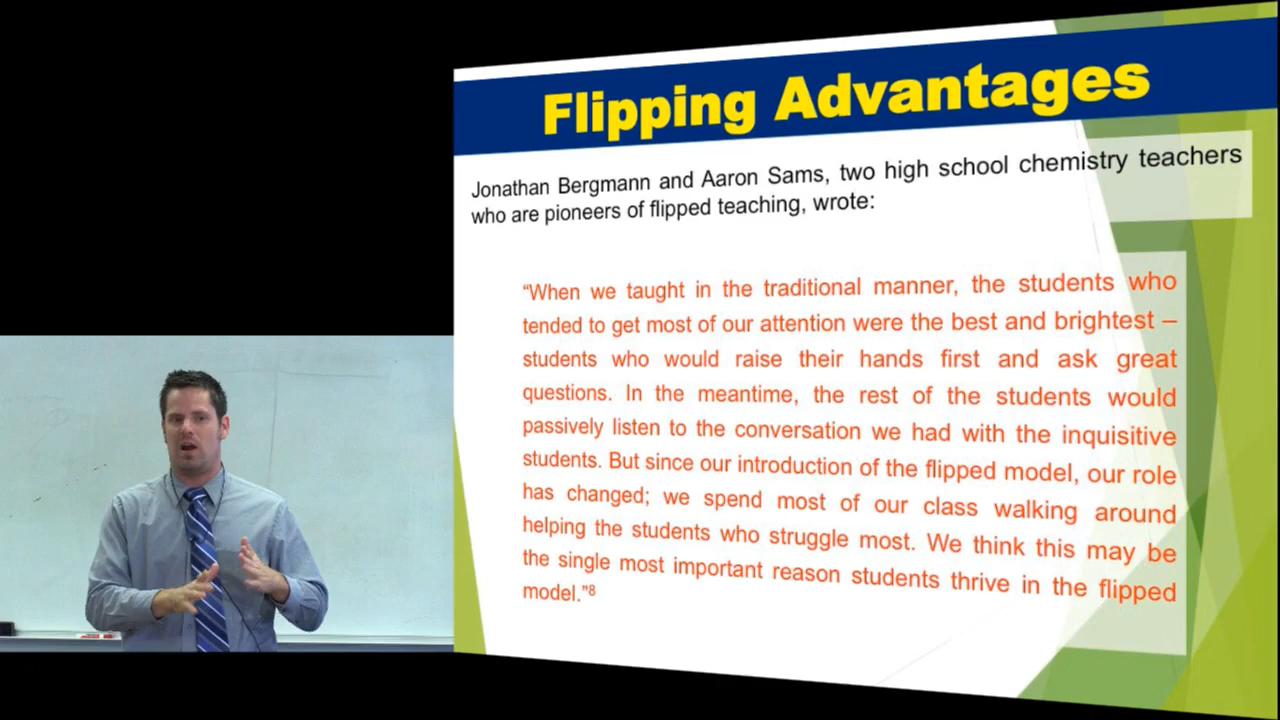 Flipping Advantages
Jonathan Bergmann and Aaron Sams, two high school chemistry teachers
who are pioneers of flipped teaching, wrote:
“When we taught in the traditional manner, the students who
tended to get most of our attention were the best and brightest –
students who would raise their hands first and ask great
questions. In the meantime, the rest of the students would
passively listen to the conversation we had with the inquisitive
students. But since our introduction of the flipped model, our role
has changed; we spend most of our class walking around
helping the students who struggle most. We think this may be
the single most important reason students thrive in the flipped
model.”8